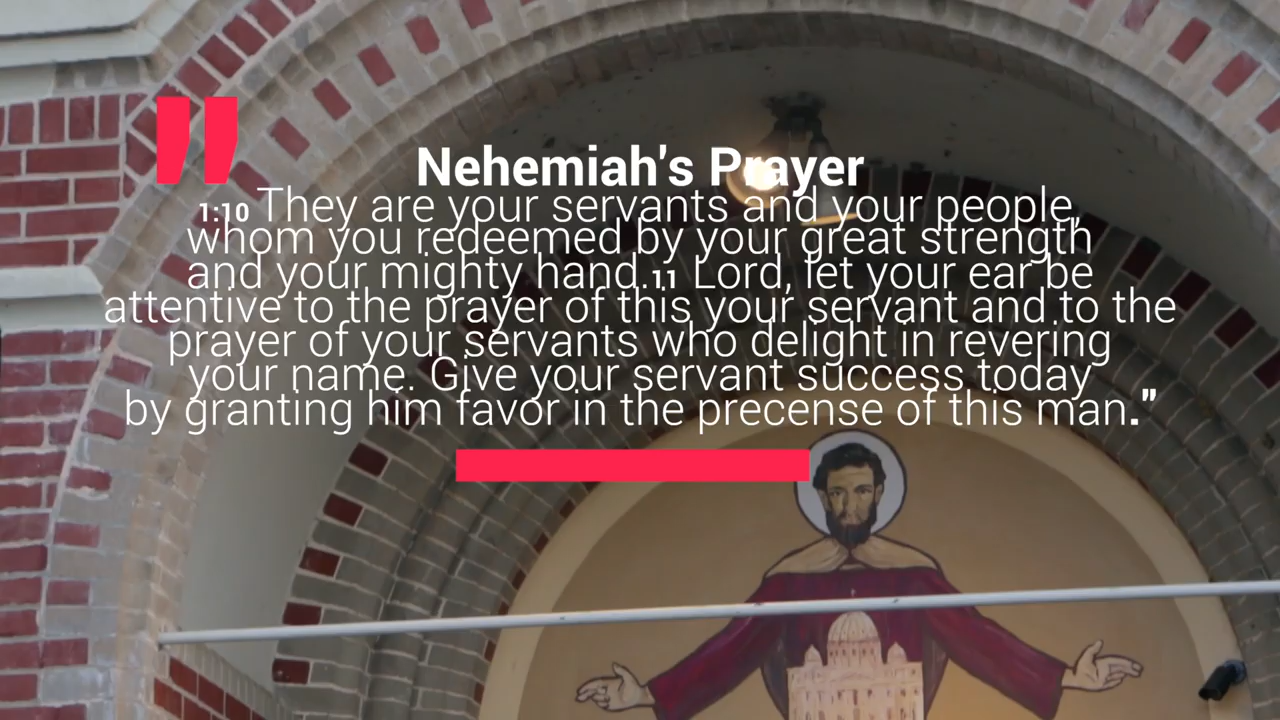 "
Nehemiah's Prayer
1:10 They are your servants and your people,
whom you redeemed by your great strength
and your mighty hand.11 Lord, let your ear be
attentive to the prayer of this your servant and to the
prayer of your servants who delight in revering
your name. Give your servant success today
by granting him favor in the precense of this man."